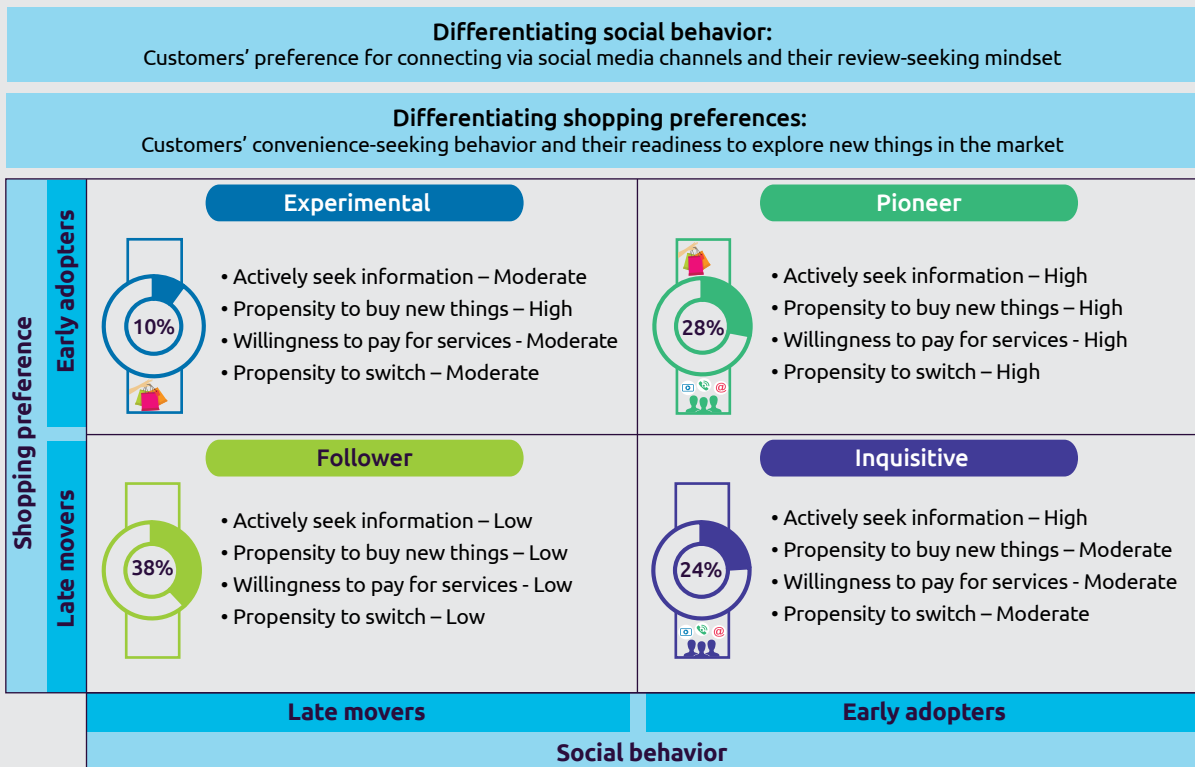 Differentiating social behavior:
Customers’ preference for connecting via social media channels and their review-seeking mindset
Differentiating shopping preferences:
Customers’ convenience-seeking behavior and their readiness to explore new things in the market
Shopping preference
Early adopters
Experimental
10%
• Actively seek information – Moderate
• Propensity to buy new things – High
• Willingness to pay for services - Moderate
• Propensity to switch – Moderate
Pioneer
28%
• Actively seek information – High
• Propensity to buy new things – High
• Willingness to pay for services - High
• Propensity to switch – High
@
Late movers
Follower
38%
• Actively seek information – Low
• Propensity to buy new things – Low
• Willingness to pay for services - Low
• Propensity to switch – Low
Inquisitive
24%
• Actively seek information – High
• Propensity to buy new things – Moderate
• Willingness to pay for services - Moderate
• Propensity to switch – Moderate
@
Late movers
Early adopters
Social behavior